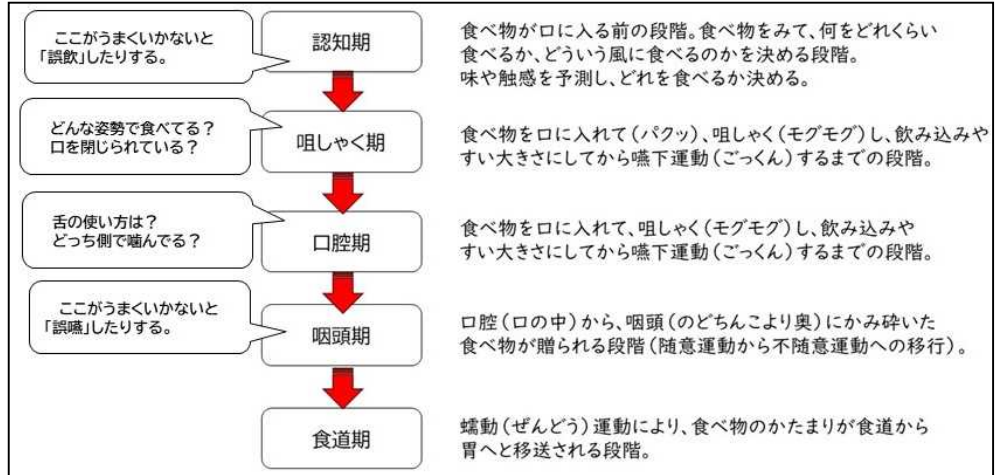 ここがうまくいかないと
「誤飲」したりする。
認知期
食べ物が口に入る前の段階。食べ物をみて、何をどれくらい
食べるか、どういう風に食べるのかを決める段階。
味や触感を予測し、どれを食べるか決める。
どんな姿勢で食べてる？
口を閉じられている？
咀しゃく期
食べ物を口に入れて（パクッ）、咀しゃく（モグモグ）し、飲み込みや
すい大きさにしてから嚥下運動（ごっくん）するまでの段階。
舌の使い方は？
どっち側で噛んでる？
口腔期
食べ物を口に入れて、咀しゃく（モグモグ）し、飲み込みや
すい大きさにしてから嚥下運動（ごっくん）するまでの段階。
ここがうまくいかないと
「誤嚥」したりする。
咽頭期
口腔（口の中）から、咽頭（のどちんこより奥）にかみ砕いた
食べ物が贈られる段階（随意運動から不随意運動への移行）。
食道期
蠕動（ぜんどう）運動により、食べ物のかたまりが食道から
胃へと移送される段階。